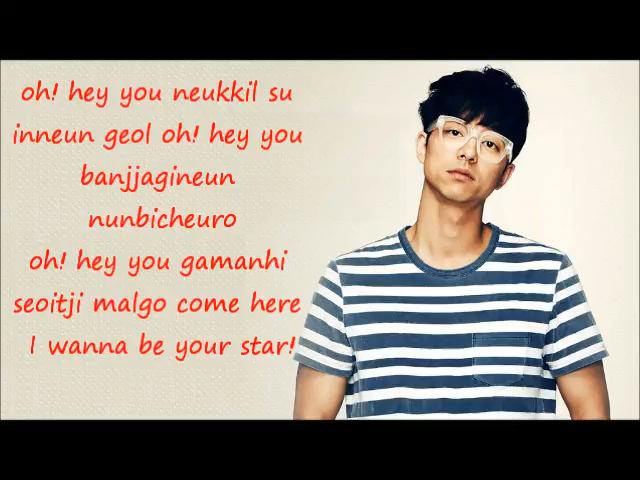 oh! hey you neukkil su
inneun geol oh! hey you
banjjagineun
nunbicheuro
oh! hey you gamanhi
seoitji malgo come here
I wanna be your star!